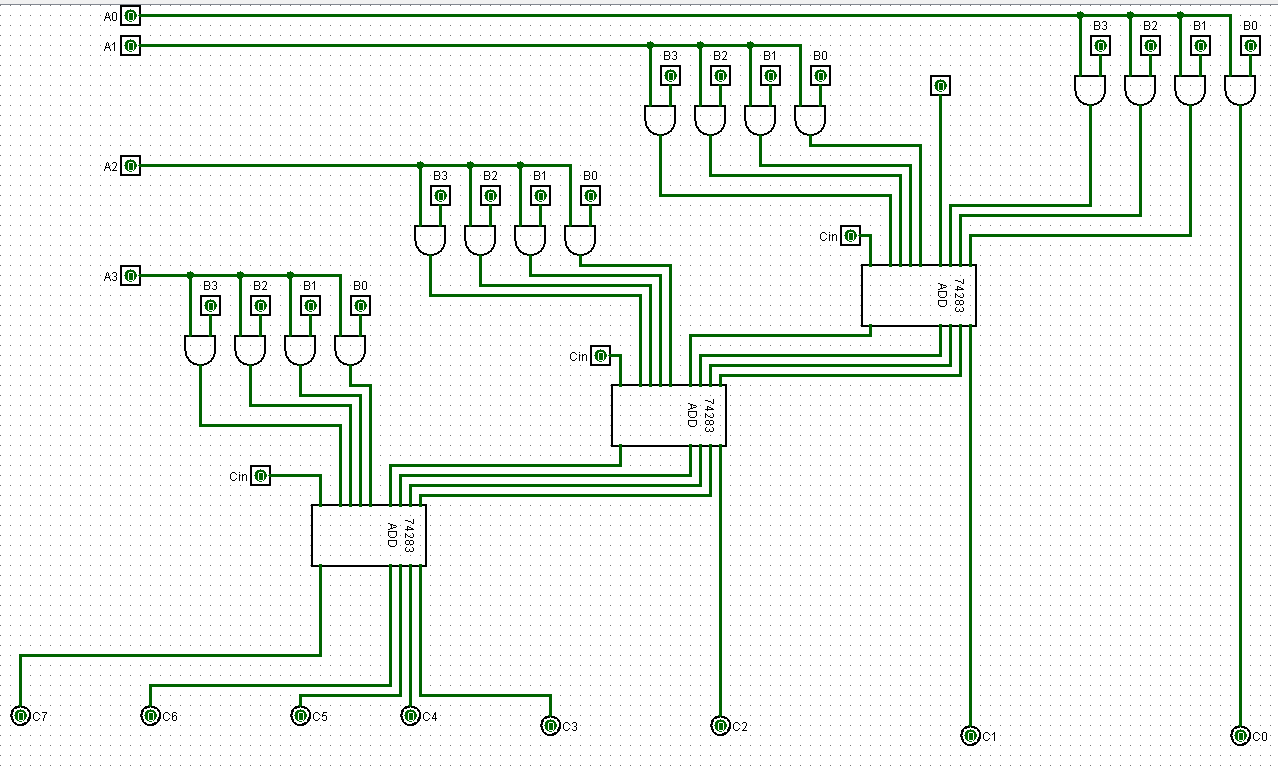 A0
B3 B2 B1 B0
A1
B3 B2 B1 B0
A2
B3 B2 B1 B0
Cin
A3
B3 B2 B1 B0
74283
ADD
Cin
74283
ADD
Cin
74283
ADD
C7 C6 C5 C4 C3 C2 C1 C0